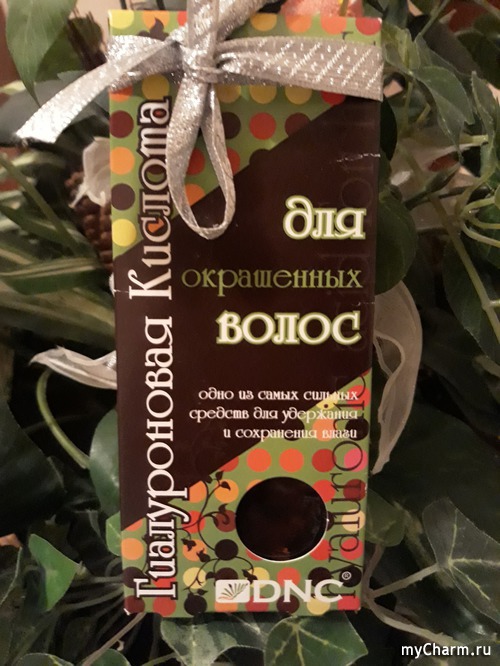 Гиалуроновая Кислота
для
окрашенных
волос
одно из самых сильных
средств для удержания
и сохранения влаги
DNC®
myCharm.ru